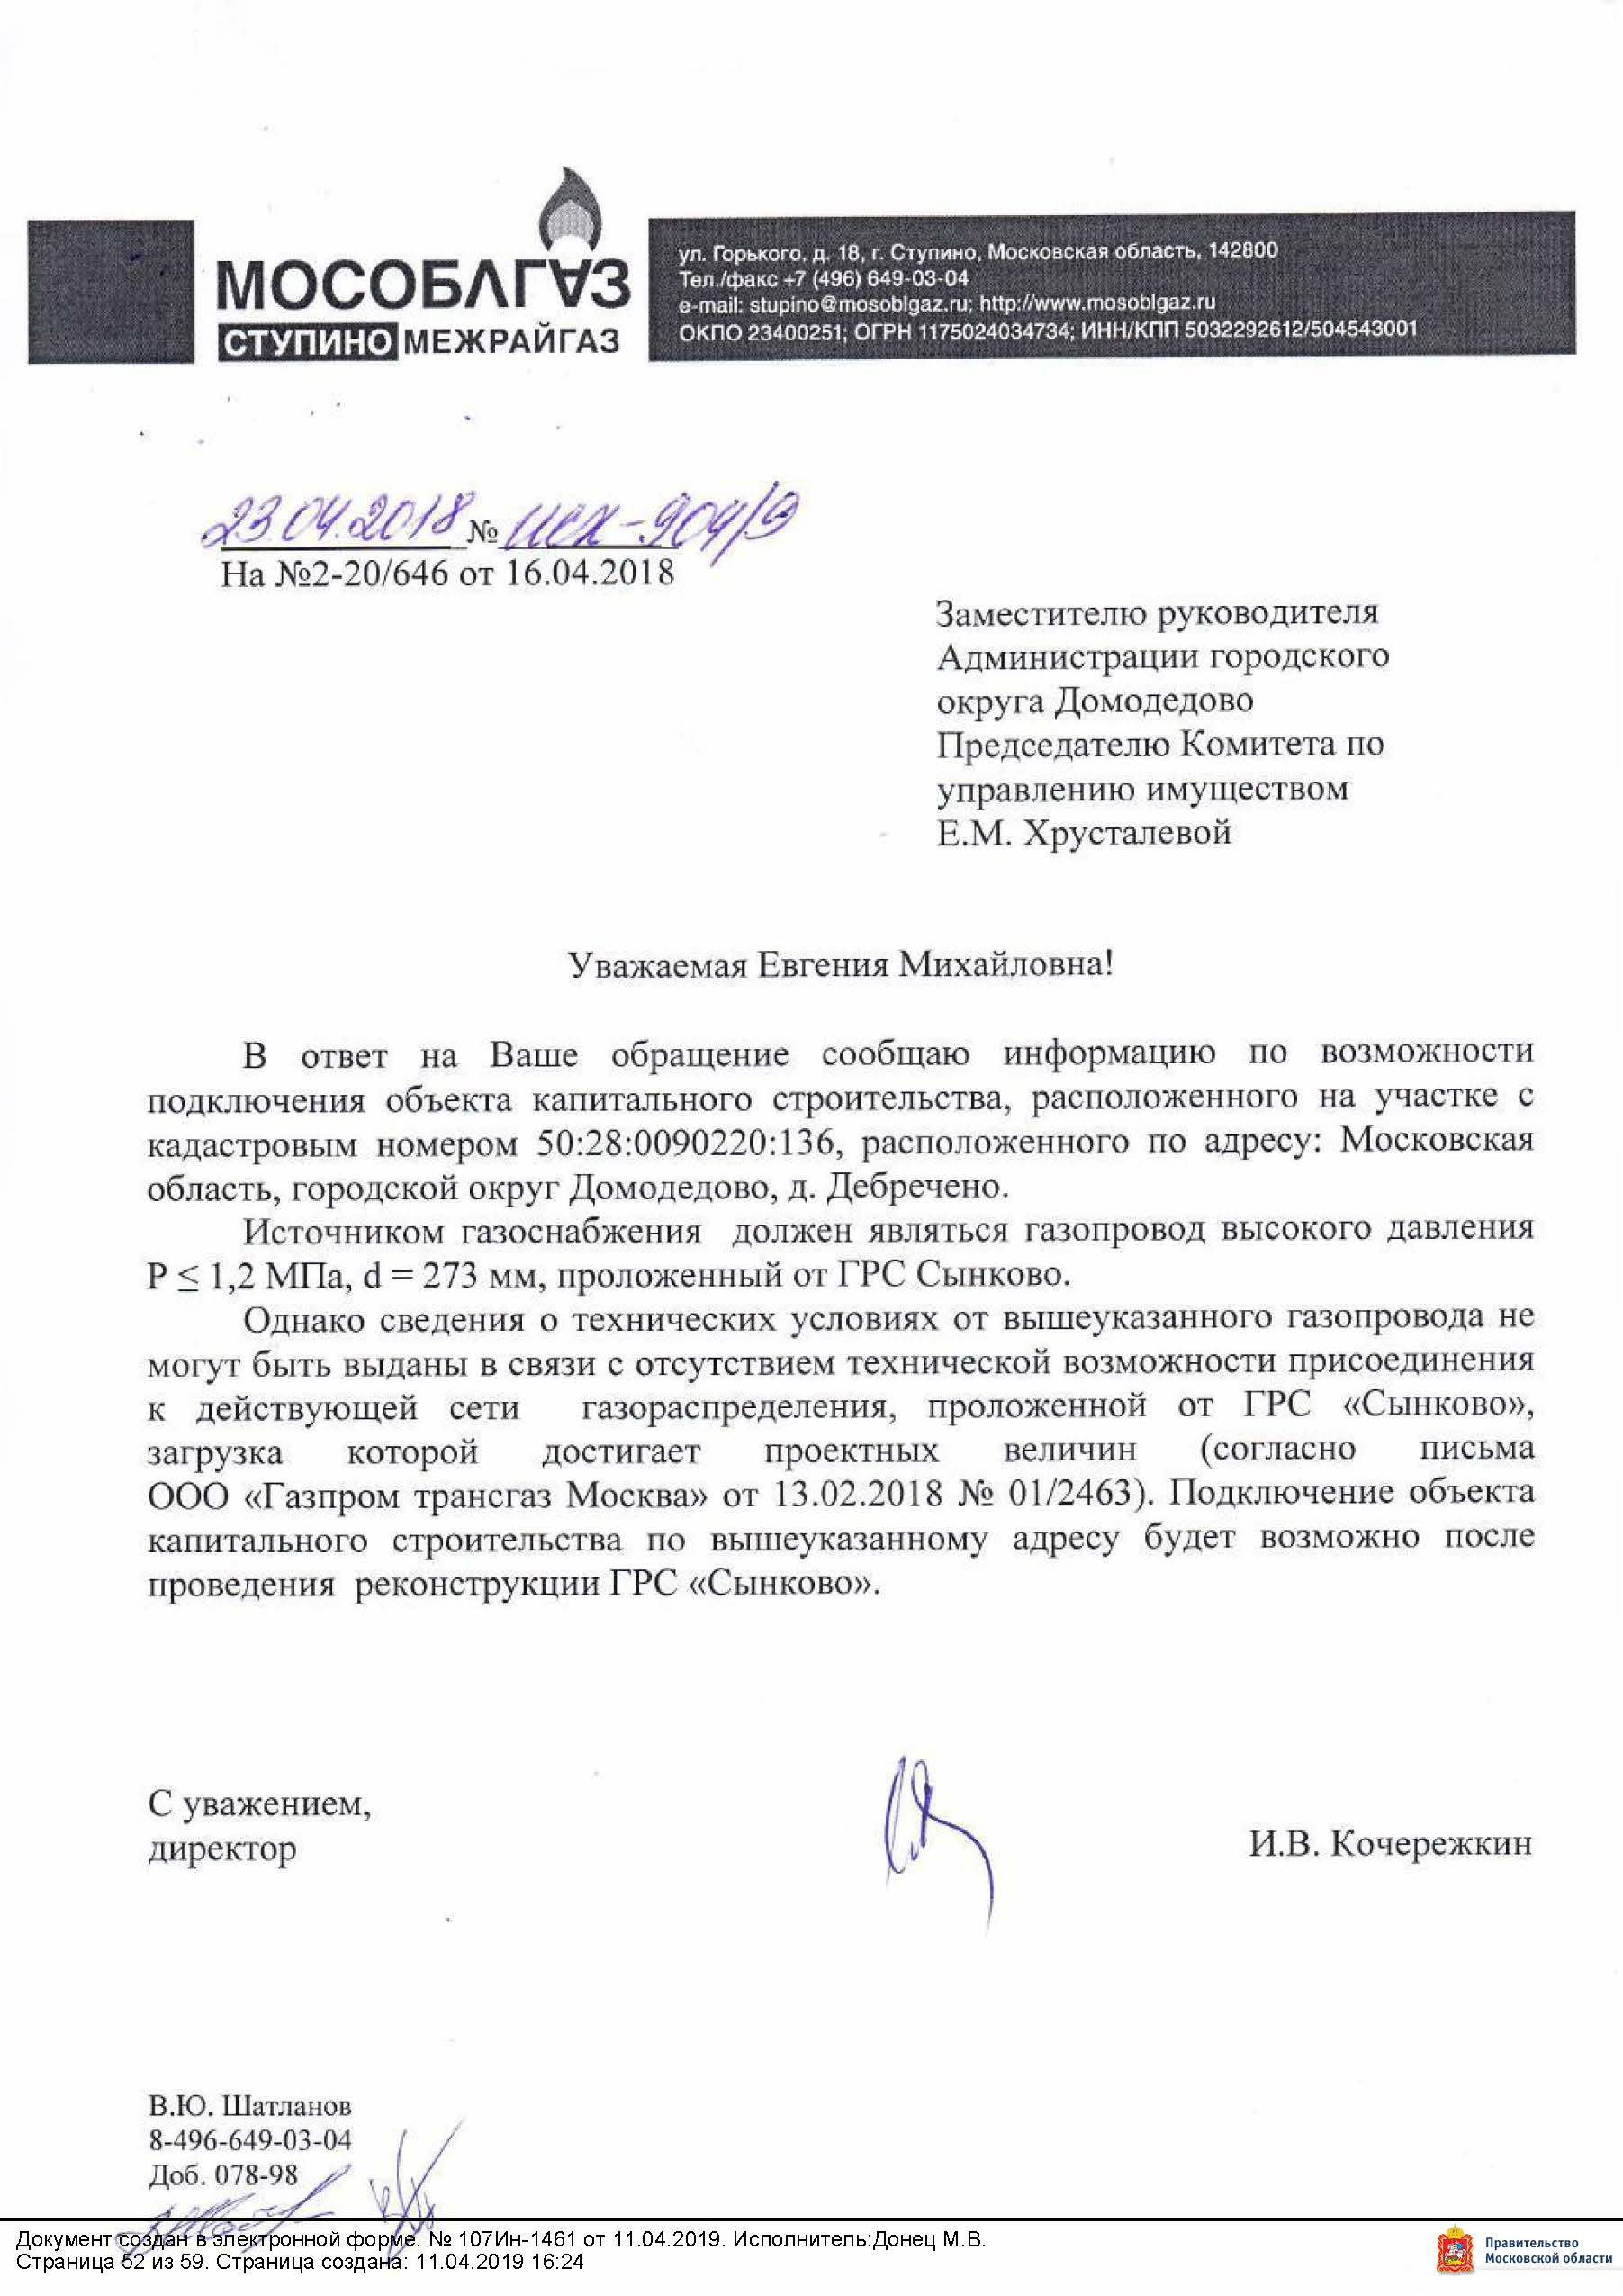 МОСОБЛГАЗ
СТУПИНО МЕЖРАЙГАЗ
ул. Горького, д. 18, г. Ступино, Московская область, 142800
Тел./факс +7 (496) 649-03-04
e-mail: stupino@mosoblgaz.ru; http://www.mosoblgaz.ru
ОКПО 23400251; ОГРН 1175024034734; ИНН/КПП 5032292612/504543001
23.04.2018 № исх-904/9
На №2-20/646 от 16.04.2018
Заместителю руководителя
Администрации городского
округа Домодедово
Председателю Комитета по
управлению имуществом
Е.М. Хрусталевой
Уважаемая Евгения Михайловна!
В ответ на Ваше обращение сообщаю информацию по возможности
подключения объекта капитального строительства, расположенного на участке с
кадастровым номером 50:28:0090220:136, расположенного по адресу: Московская
область, городской округ Домодедово, д. Дебречено.
Источником газоснабжения должен являться газопровод высокого давления
Р ≤ 1,2 МПа, d = 273 мм, проложенный от ГРС Сынково.
Однако сведения о технических условиях от вышеуказанного газопровода не
могут быть выданы в связи с отсутствием технической возможности присоединения
к действующей сети газораспределения, проложенной от ГРС «Сынково»,
загрузка которой достигает проектных величин (согласно письма
ООО «Газпром трансгаз Москва» от 13.02.2018 № 01/2463). Подключение объекта
капитального строительства по вышеуказанному адресу будет возможно после
проведения реконструкции ГРС «Сынково».
С уважением,
директор
И.В. Кочережкин
В.Ю. Шатланов
8-496-649-03-04
Доб. 078-98
Документ создан в электронной форме. № 107Ин-1461 от 11.04.2019. Исполнитель:Донец М.В.
Страница 52 из 59. Страница создана: 11.04.2019 16:24
Правительство
Московской области